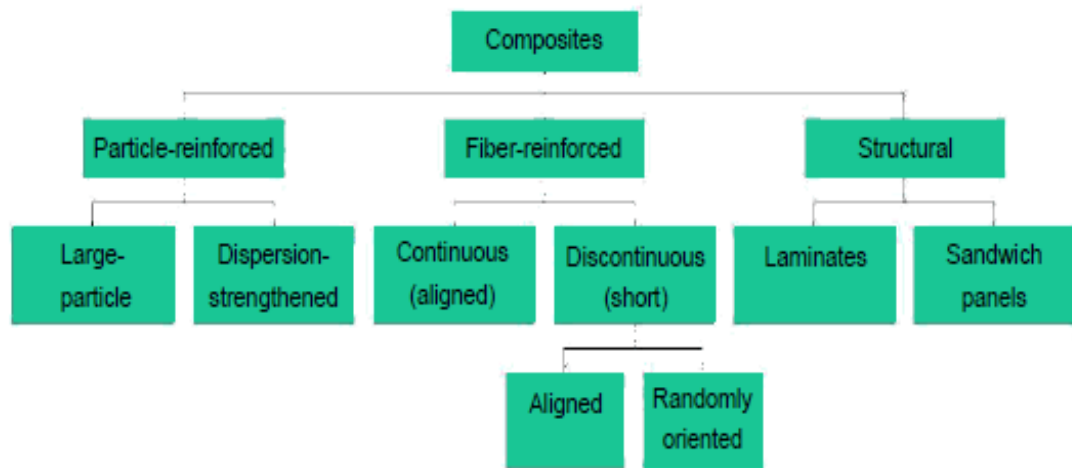 Composites
Particle-reinforced
Fiber-reinforced
Structural
Large-
particle
Dispersion-
strengthened
Continuous
(aligned)
Discontinuous
(short)
Laminates
Sandwich
panels
Aligned
Randomly
oriented